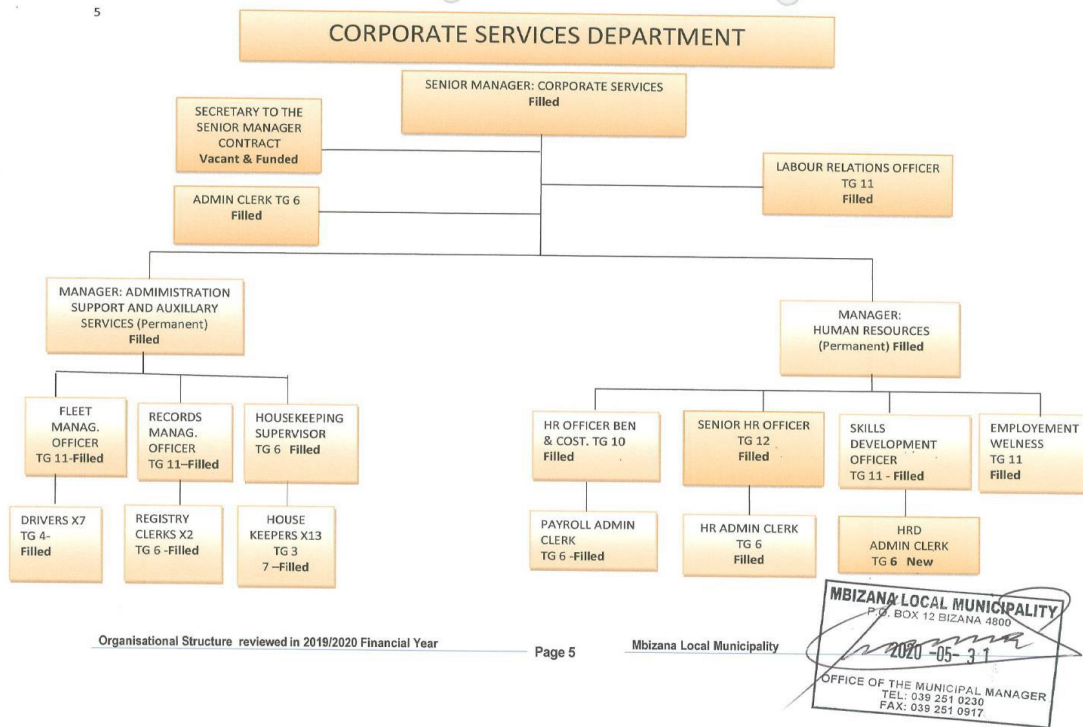 5
CORPORATE SERVICES DEPARTMENT
SENIOR MANAGER: CORPORATE SERVICES
Filled
SECRETARY TO THE
SENIOR MANAGER
CONTRACT
Vacant & Funded
LABOUR RELATIONS OFFICER
TG 11
Filled
ADMIN CLERK TG 6
Filled
MANAGER: ADMIMISTRATION
SUPPORT AND AUXILLARY
SERVICES (Permanent)
Filled
MANAGER:
HUMAN RESOURCES
(Permanent) Filled
FLEET
MANAG.
OFFICER
TG 11-Filled
RECORDS
MANAG.
OFFICER
TG 11–Filled
HOUSEKEEPING
SUPERVISOR
TG 6 Filled
HR OFFICER BEN
& COST. TG 10
Filled
SENIOR HR OFFICER
TG 12
Filled
SKILLS
DEVELOPMENT
OFFICER
TG 11 - Filled
EMPLOYEMENT
WELNESS
TG 11
Filled
DRIVERS X7
TG 4-
Filled
REGISTRY
CLERKS X2
TG 6 -Filled
HOUSE
KEEPERS X13
TG 3
7 –Filled
PAYROLL ADMIN
CLERK
TG 6 -Filled
HR ADMIN CLERK
TG 6
Filled
HRD
ADMIN CLERK
TG 6 New
Organisational Structure reviewed in 2019/2020 Financial Year
Page 5
Mbizana Local Municipality
MBIZANA LOCAL MUNICIPALITY
P.O. BOX 12 BIZANA 4800
2020 -05- 31
OFFICE OF THE MUNICIPAL MANAGER
TEL: 039 251 0230
FAX: 039 251 0917